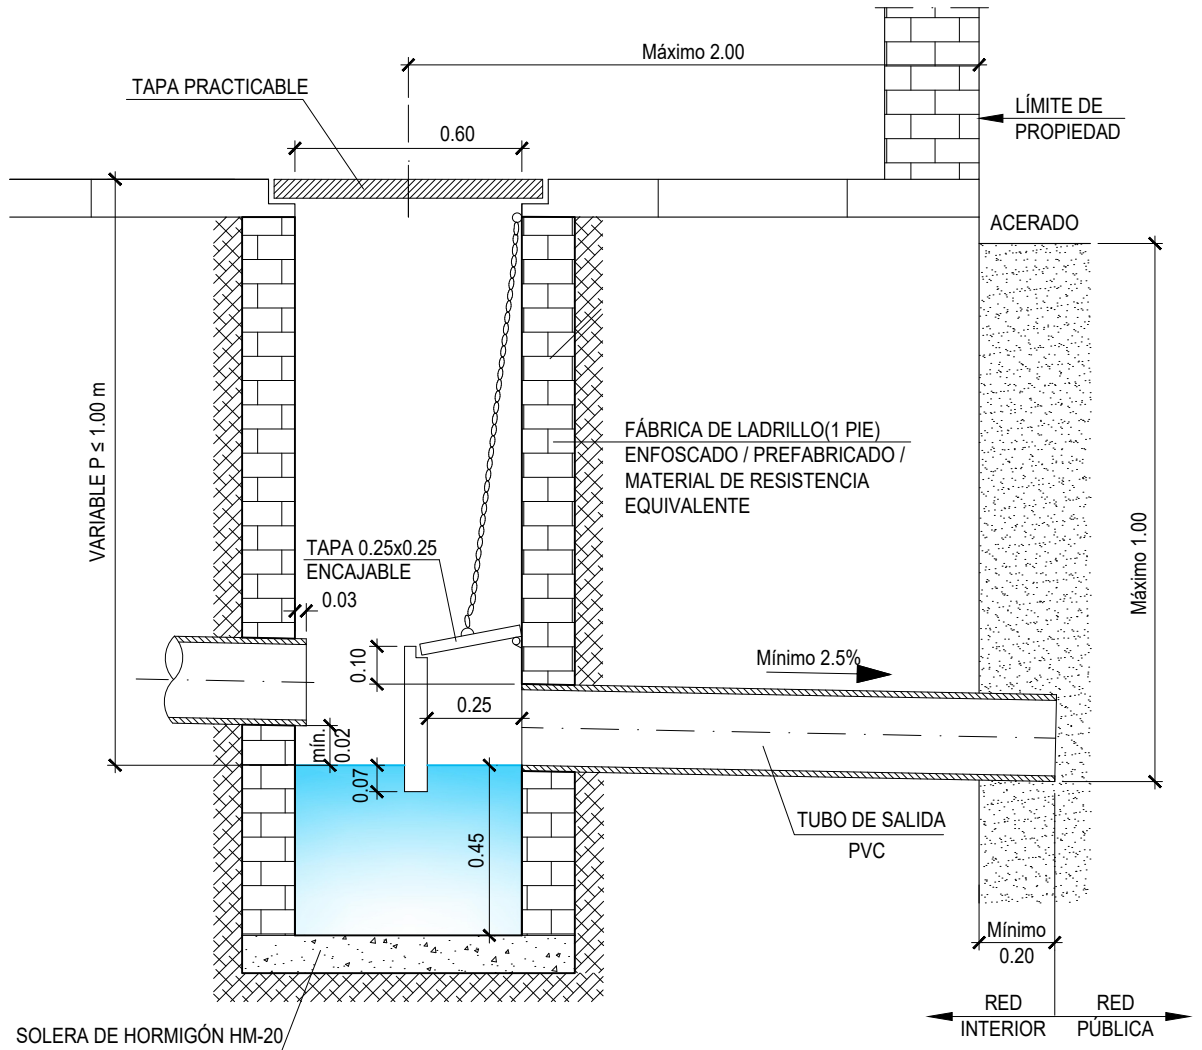 Máximo 2.00
TAPA PRACTICABLE
LÍMITE DE
PROPIEDAD
0.60
ACERADO
VARIABLE P ≤ 1.00 m
FÁBRICA DE LADRILLO(1 PIE)
ENFOSCADO / PREFABRICADO /
MATERIAL DE RESISTENCIA
EQUIVALENTE
TAPA 0.25x0.25
ENCAJABLE
0.03
Máximo 1.00
0.10
Mínimo 2.5%
0.25
mín.
0.02
0.07
0.45
TUBO DE SALIDA
PVC
Mínimo
0.20
RED
INTERIOR
RED
PÚBLICA
SOLERA DE HORMIGÓN HM-20